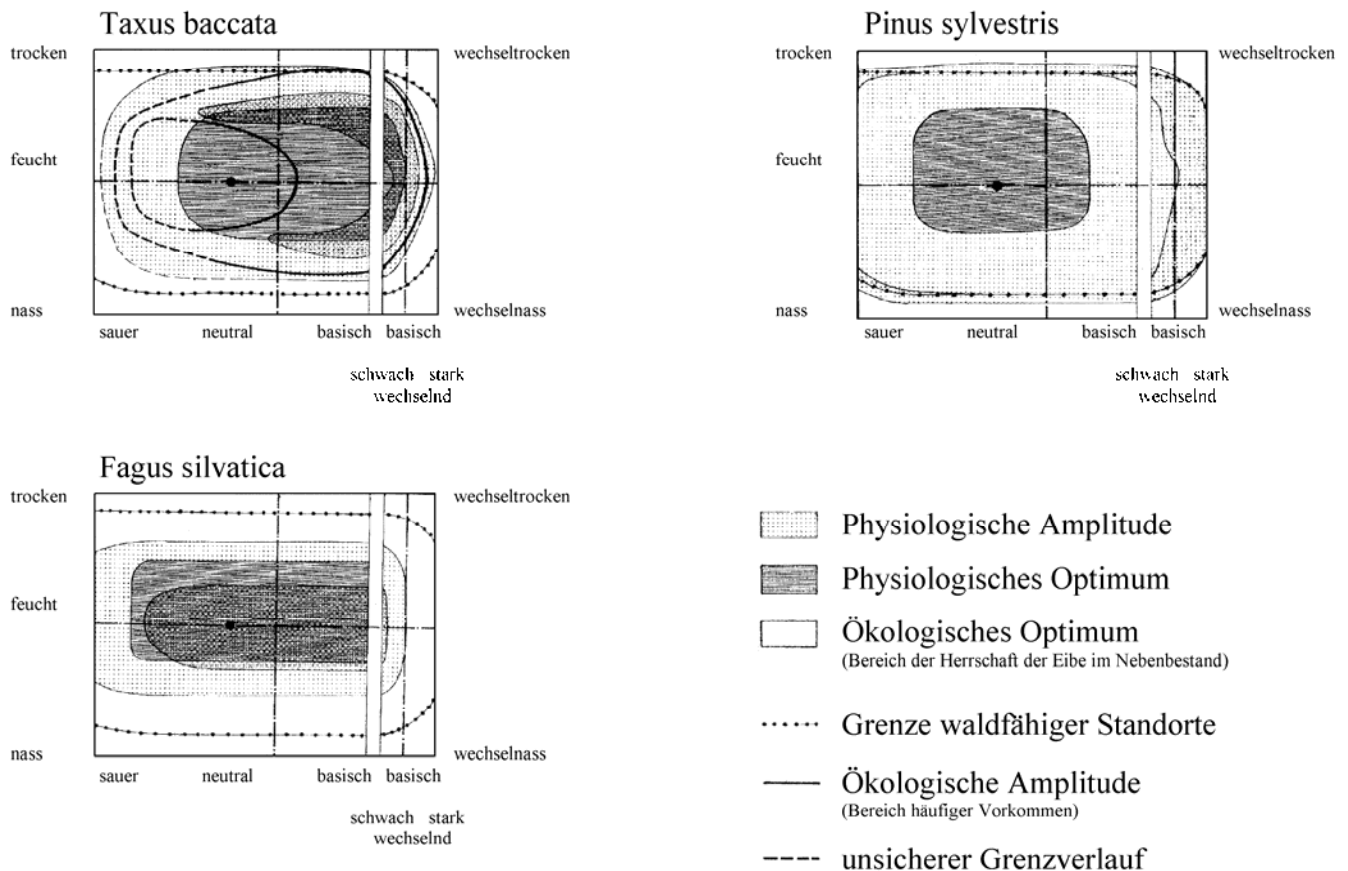 Taxus baccata
trocken
wechseltrocken
feucht
nass
wechselnass
sauer neutral basisch basisch
schwach stark
wechselnd
Pinus sylvestris
trocken
wechseltrocken
feucht
nass
wechselnass
sauer neutral basisch basisch
schwach stark
wechselnd
Fagus silvatica
trocken
wechseltrocken
feucht
nass
wechselnass
sauer neutral basisch basisch
schwach stark
wechselnd
Physiologische Amplitude
Physiologisches Optimum
Ökologisches Optimum
(Bereich der Herrschaft der Eibe im Nebenbestand)
Grenze waldfähiger Standorte
Ökologische Amplitude
(Bereich häufiger Vorkommen)
unsicherer Grenzverlauf